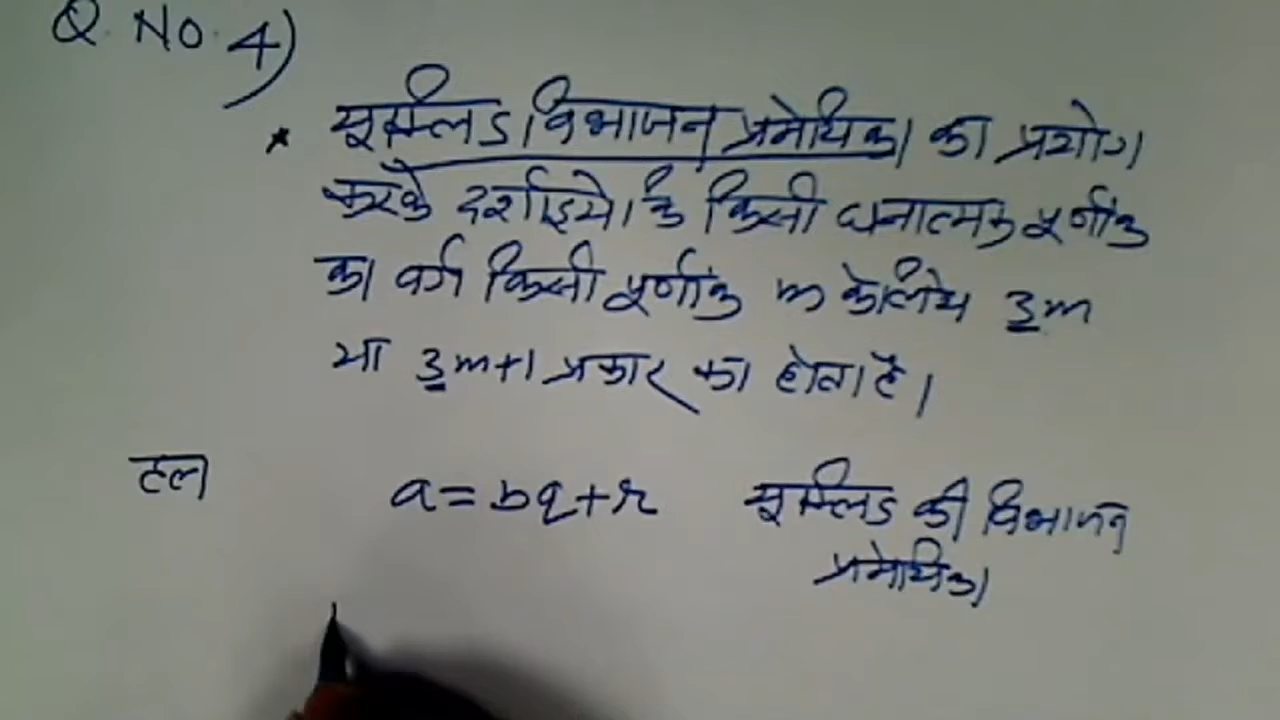 Q. No. 4)
* यूक्लिड विभाजन प्रमेयिका का प्रयोग
करके दर्शाइये कि किसी धनात्मक पूर्णांक
का वर्ग किसी पूर्णांक m के लिये 3m
या 3m+1 प्रकार का होता है।
हल a = bq + r यूक्लिड की विभाजन
प्रमेयिका